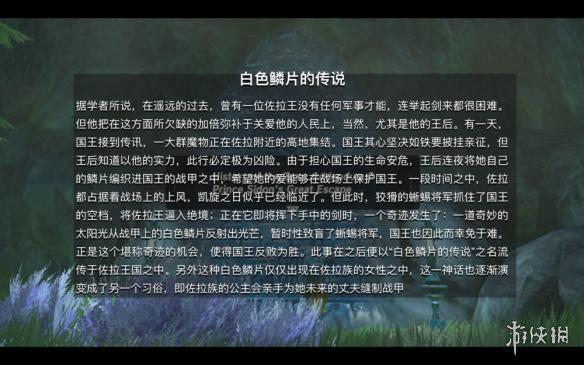 白色鳞片的传说
据学者所说，在遥远的过去，曾有一位佐拉王没有任何军事才能，连举起剑来都很困难。
但他把在这方面所欠缺的加倍弥补于关爱他的人民上，当然，尤其是他的王后。有一天，
国王接到传讯，一大群魔物正在佐拉附近的高地集结。国王其心坚决如铁要披挂亲征，但
王后知道以他的实力，此行必定极为凶险。由于担心国王的生命安危，王后连夜将她自己
的鳞片编织进国王的战甲之中，希望她的爱能够在战场上保护国王。一段时间之中，佐拉
都占据着战场上的上风，凯旋之日似乎已经临近了。但此时，狡猾的蜥蜴将军抓住了国王
的空档，将佐拉王逼入绝境；正在它即将挥下手中的剑时，一个奇迹发生了：一道奇妙的
太阳光从战甲上的白色鳞片反射出光芒，暂时性致盲了蜥蜴将军，国王也因此而幸免于难。
正是这个堪称奇迹的机会，使得国王反败为胜。此事在之后便以“白色鳞片的传说”之名流
传于佐拉王国之中。另外这种白色鳞片仅仅出现在佐拉族的女性之中，这一神话也逐渐演
变成了另一个习俗，即佐拉族的公主会亲手为她未来的丈夫缝制战甲
Prince Sidon's Great Escape
游侠网